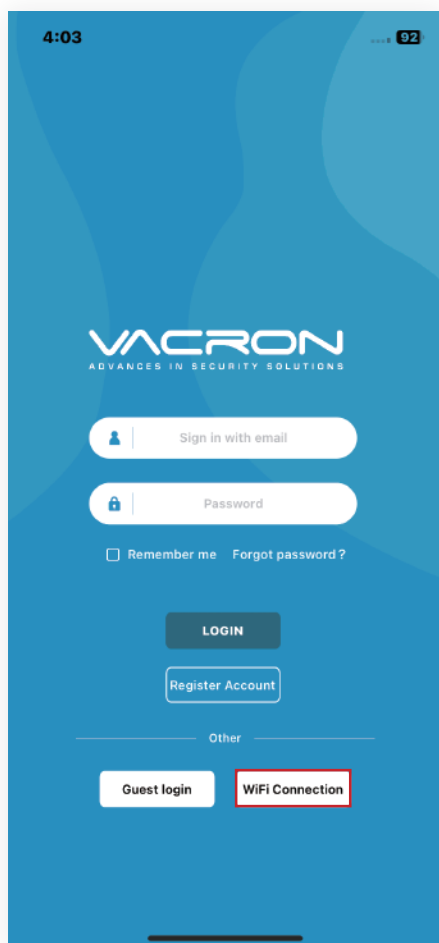 4:03 92
VACRON
ADVANCES IN SECURITY SOLUTIONS
Sign in with email
Password
Remember me Forgot password ?
LOGIN
Register Account
Other
Guest login WiFi Connection